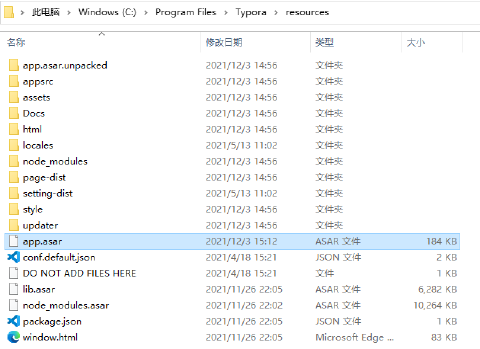 此电脑 > Windows (C:) > Program Files > Typora > resources
名称 修改日期 类型 大小
app.asar.unpacked 2021/12/3 14:56 文件夹
appsrc 2021/12/3 14:56 文件夹
assets 2021/12/3 14:56 文件夹
Docs 2021/12/3 14:56 文件夹
html 2021/12/3 14:56 文件夹
locales 2021/5/13 11:02 文件夹
node_modules 2021/12/3 14:56 文件夹
page-dist 2021/12/3 14:56 文件夹
setting-dist 2021/5/13 11:02 文件夹
style 2021/12/3 14:56 文件夹
updater 2021/12/3 14:56 文件夹
app.asar 2021/12/3 15:12 ASAR 文件 184 KB
conf.default.json 2021/4/18 15:21 JSON 文件 2 KB
DO NOT ADD FILES HERE 2021/4/18 15:21 文件 1 KB
lib.asar 2021/11/26 22:05 ASAR 文件 6,282 KB
node_modules.asar 2021/11/26 22:02 ASAR 文件 10,264 KB
package.json 2021/11/26 22:05 JSON 文件 1 KB
window.html 2021/11/26 22:05 Microsoft Edge ... 83 KB